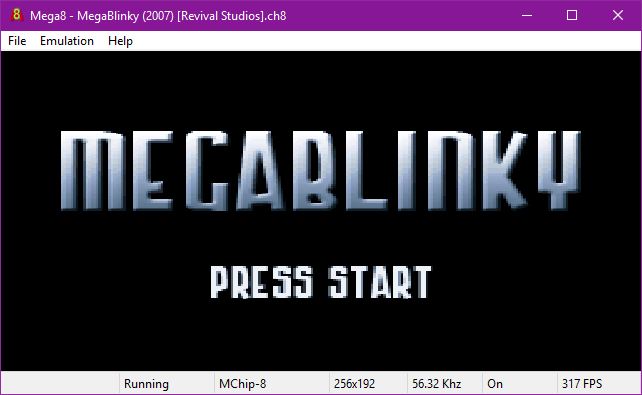 Mega8 - MegaBlinky (2007) [Revival Studios].ch8
File Emulation Help
MEGABLINKY
PRESS START
Running MChip-8 256x192 56.32 Khz On 317 FPS